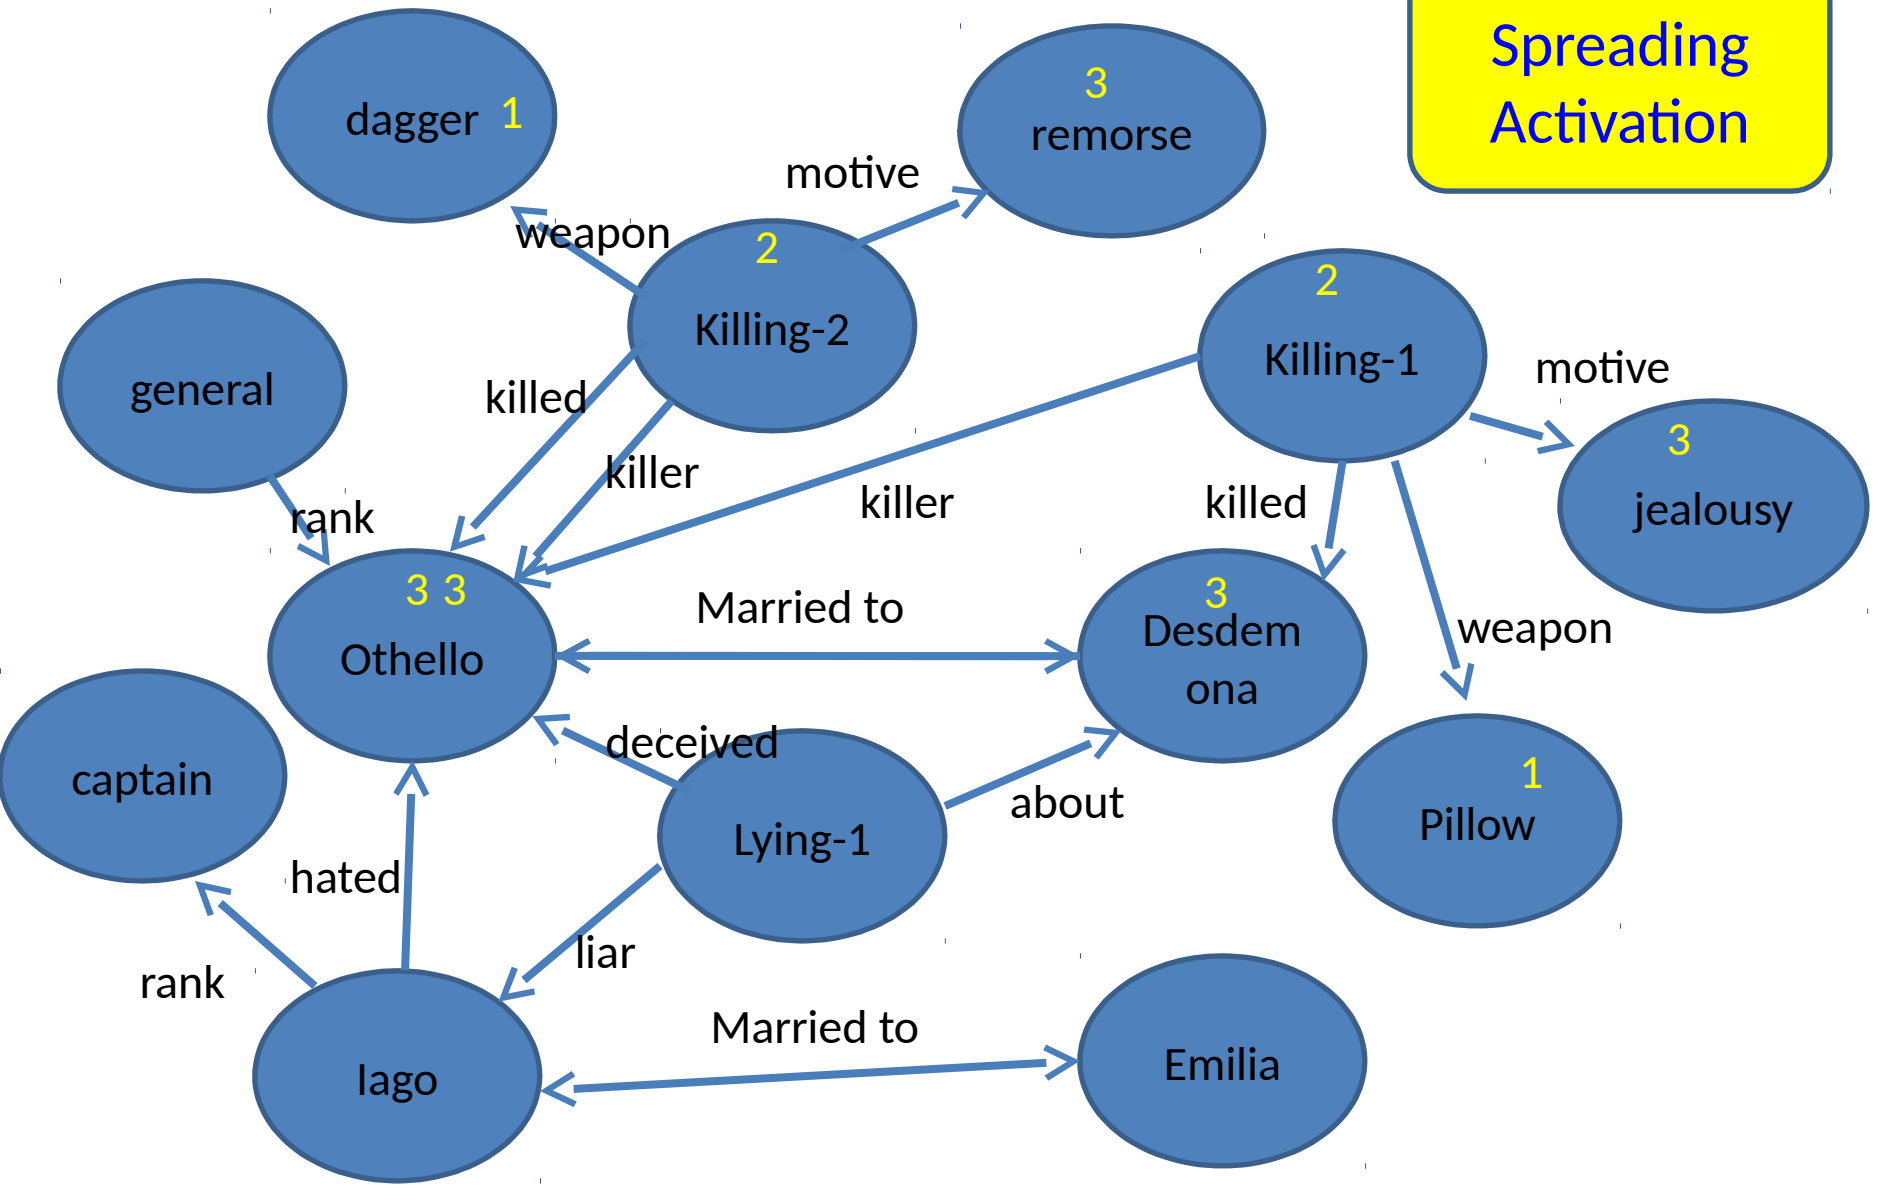 Spreading
Activation
3
dagger 1
remorse
motive
weapon
2
Killing-2
2
Killing-1
motive
general
killed
3
jealousy
killer
killer
killed
rank
3 3
Othello
Married to
3
Desdem
ona
weapon
deceived
captain
about
1
Pillow
Lying-1
hated
liar
rank
Married to
Iago
Emilia